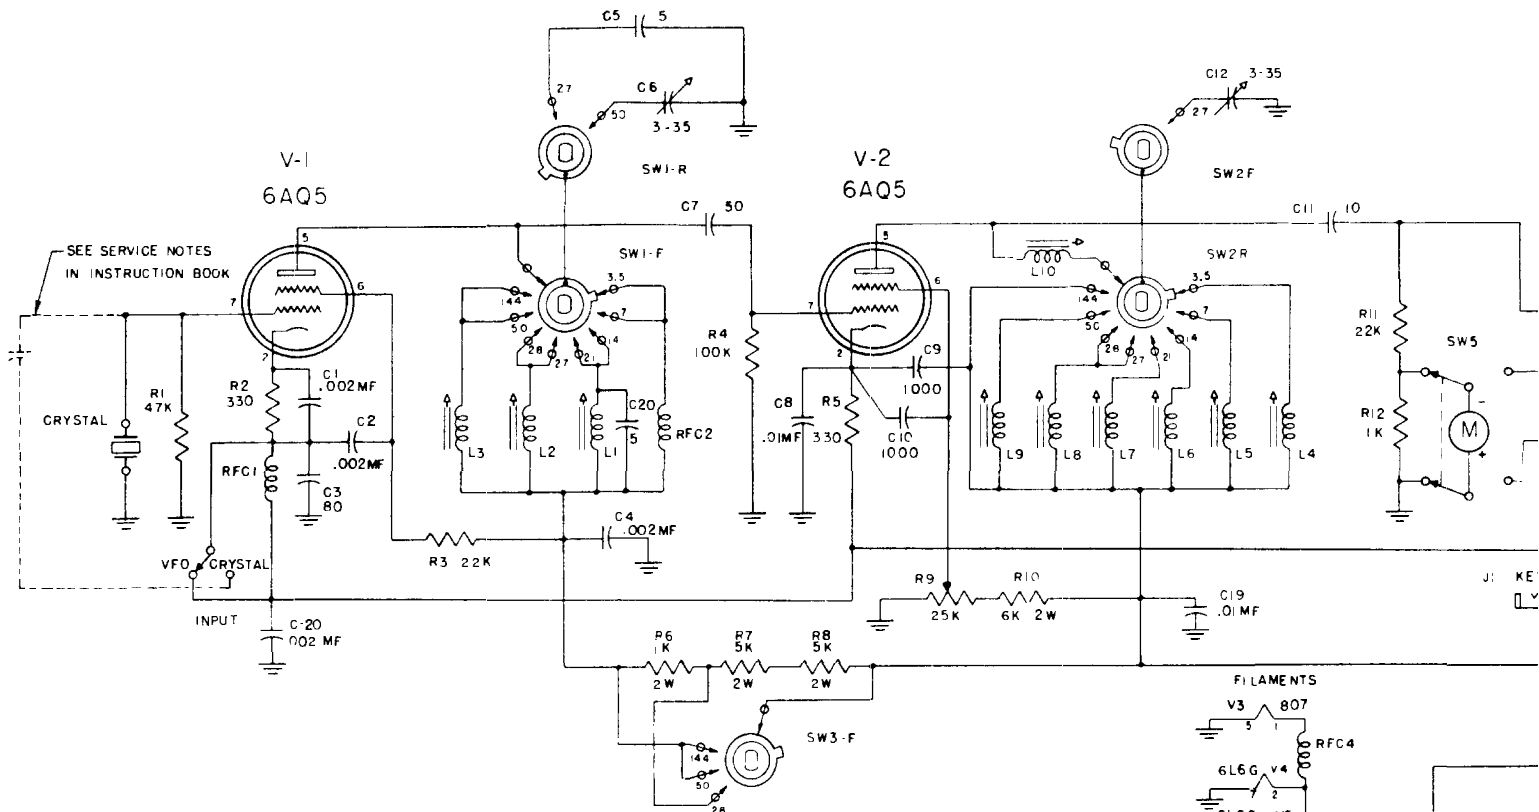 C5 5
27
C6
50
3-35
SW1-R
C12 3-35
27
SW2F
V-1
6AQ5
V-2
6AQ5
SEE SERVICE NOTES
IN INSTRUCTION BOOK
C7 50
C11 10
5
6
7
2
SW1-F
3.5
144
7
50
14
28
27
21
5
6
7
2
L10
SW2R
3.5
144
7
50
14
28
27
21
R11
22K
SW5
R4
100K
C9
1000
R1
47K
R2
330
C1
.002MF
C2
.002MF
CRYSTAL
RFC1
C3
80
L3
L2
L1
C20
5
RFC2
C8
.01MF
R5
330
C10
1000
L9
L8
L7
L6
L5
L4
R12
1K
-
M
+
VFO CRYSTAL
R3 22K
C4
.002MF
INPUT
C-20
002 MF
R9
25K
R10
6K 2W
C19
.01MF
J1 KE
R6
1K
2W
R7
5K
2W
R8
5K
2W
SW3-F
144
50
28
FILAMENTS
V3 807
5 1
RFC4
6L6G V4
7 2